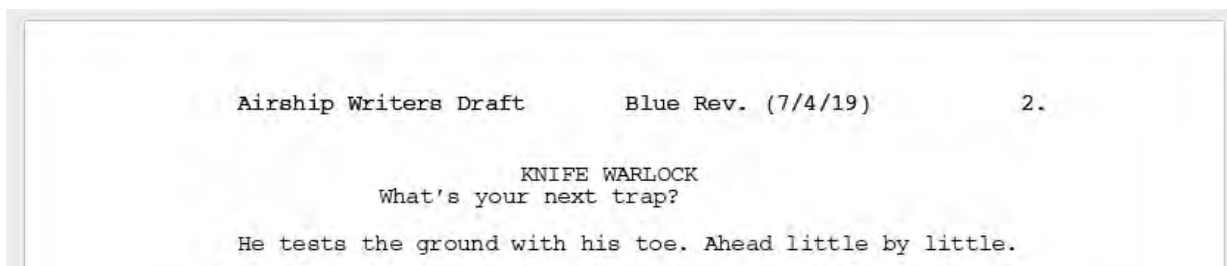 Airship Writers Draft Blue Rev. (7/4/19) 2.
KNIFE WARLOCK
What's your next trap?
He tests the ground with his toe. Ahead little by little.